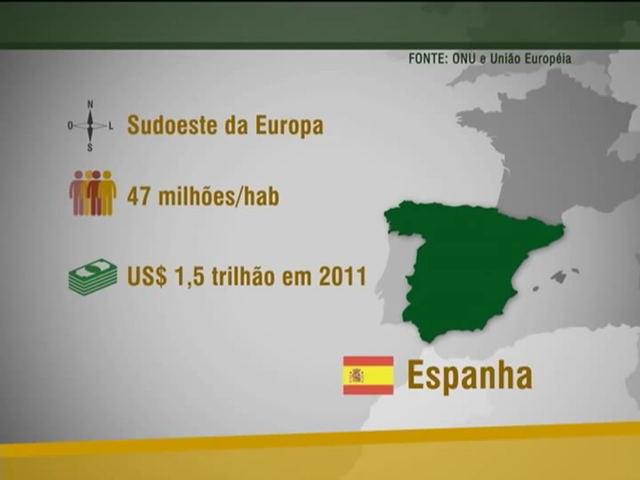 FONTE: ONU e União Européia
N
O L
S
Sudoeste da Europa
47 milhões/hab
US$ 1,5 trilhão em 2011
Espanha